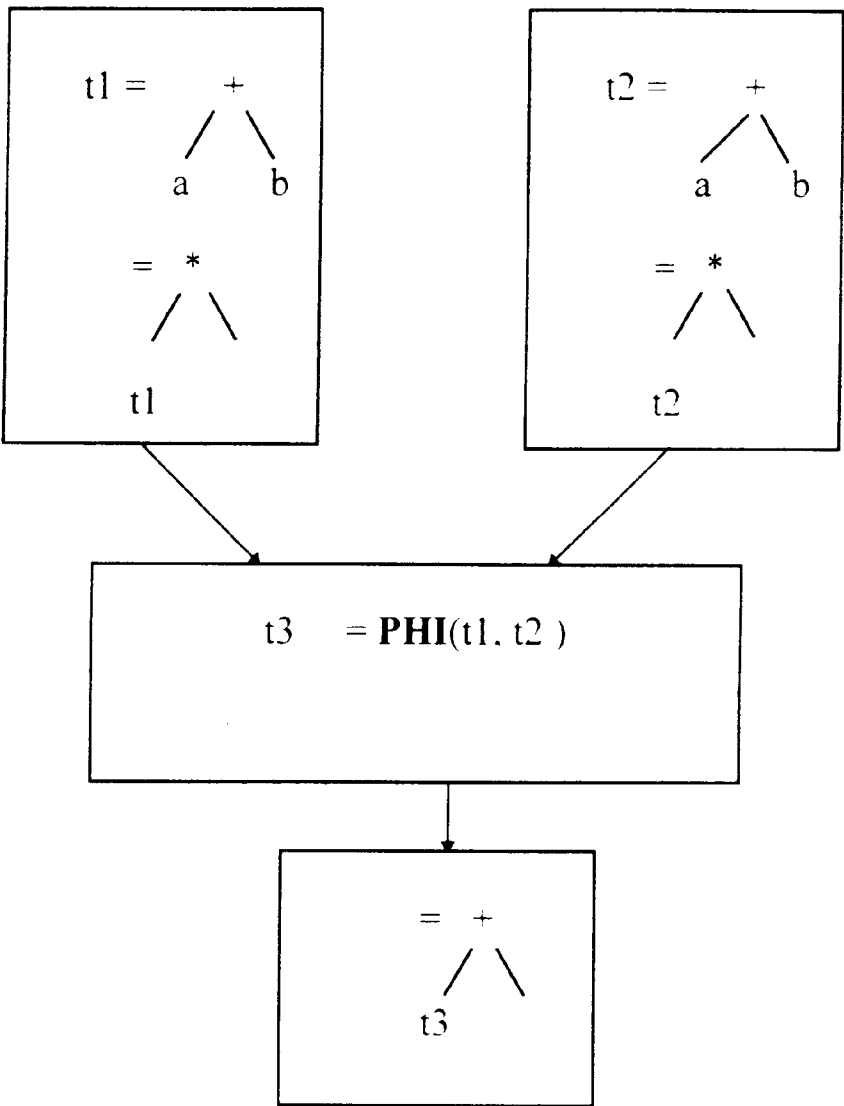 t1 = +
a b
= *
t1
t2 = +
a b
= *
t2
t3 = PHI(t1, t2 )
= +
t3